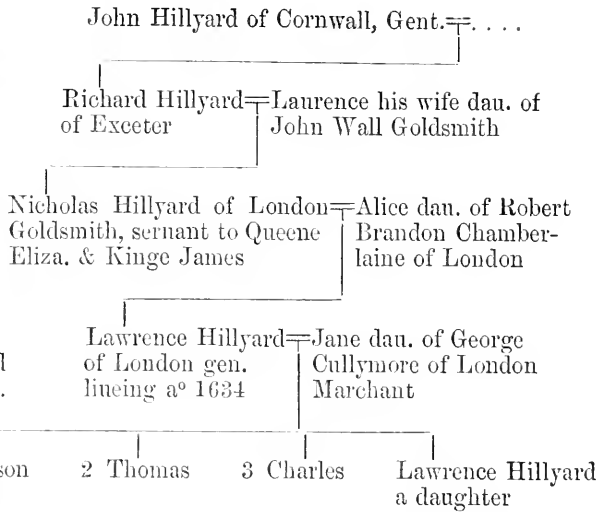 John Hillyard of Cornwall, Gent.=....
Richard Hillyard=Laurence his wife dau. of
of Exceter John Wall Goldsmith
Nicholas Hillyard of London=Alice dau. of Robert
Goldsmith, seruant to Queene Brandon Chamber-
Eliza. & Kinge James laine of London
Lawrence Hillyard=Jane dau. of George
of London gen. Cullymore of London
liueing aº 1634 Marchant
son 2 Thomas 3 Charles Lawrence Hillyard
a daughter